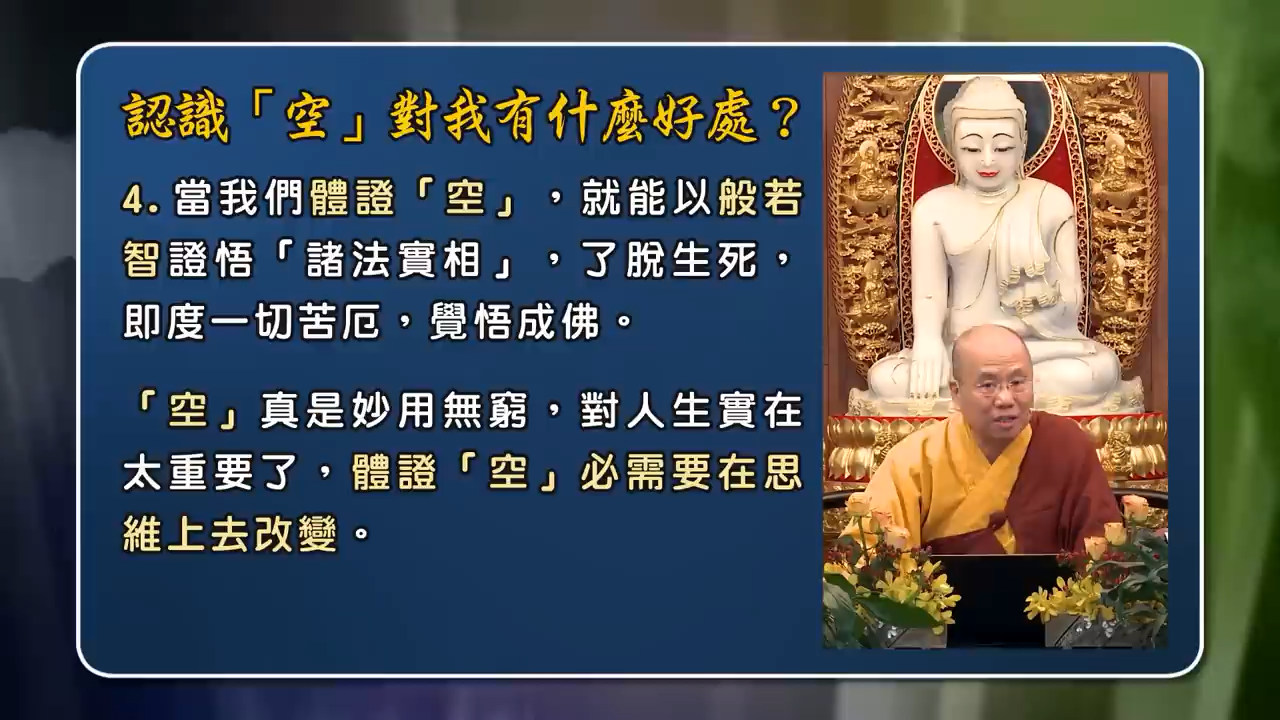 認識「空」對我有什麼好處？
4. 當我們體證「空」，就能以般若
智證悟「諸法實相」，了脫生死，
即度一切苦厄，覺悟成佛。
「空」真是妙用無窮，對人生實在
太重要了，體證「空」必需要在思
維上去改變。